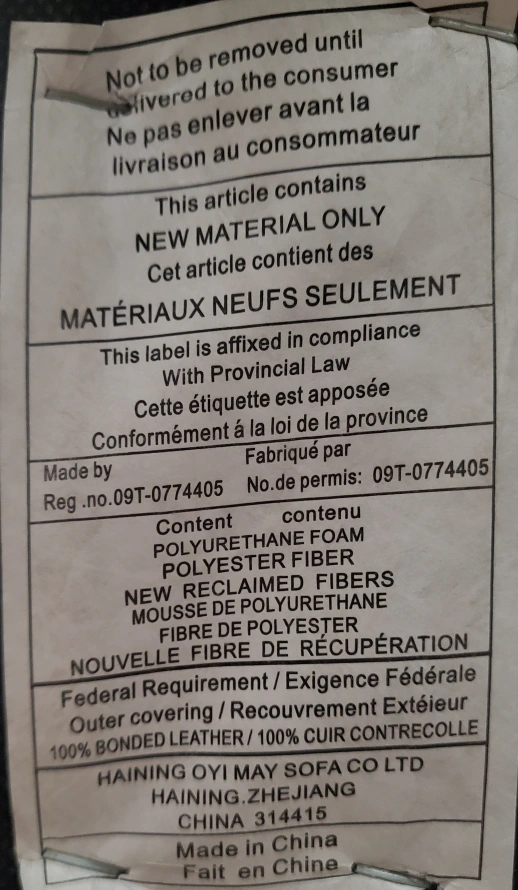 Not to be removed until
delivered to the consumer
Ne pas enlever avant la
livraison au consommateur
This article contains
NEW MATERIAL ONLY
Cet article contient des
MATÉRIAUX NEUFS SEULEMENT
This label is affixed in compliance
With Provincial Law
Cette étiquette est apposée
Conformément á la loi de la province
Made by Fabriqué par
Reg .no.09T-0774405 No.de permis: 09T-0774405
Content contenu
POLYURETHANE FOAM
POLYESTER FIBER
NEW RECLAIMED FIBERS
MOUSSE DE POLYURETHANE
FIBRE DE POLYESTER
NOUVELLE FIBRE DE RÉCUPÉRATION
Federal Requirement / Exigence Fédérale
Outer covering / Recouvrement Extéieur
100% BONDED LEATHER / 100% CUIR CONTRECOLLE
HAINING OYI MAY SOFA CO LTD
HAINING.ZHEJIANG
CHINA 314415
Made in China
Fait en Chine